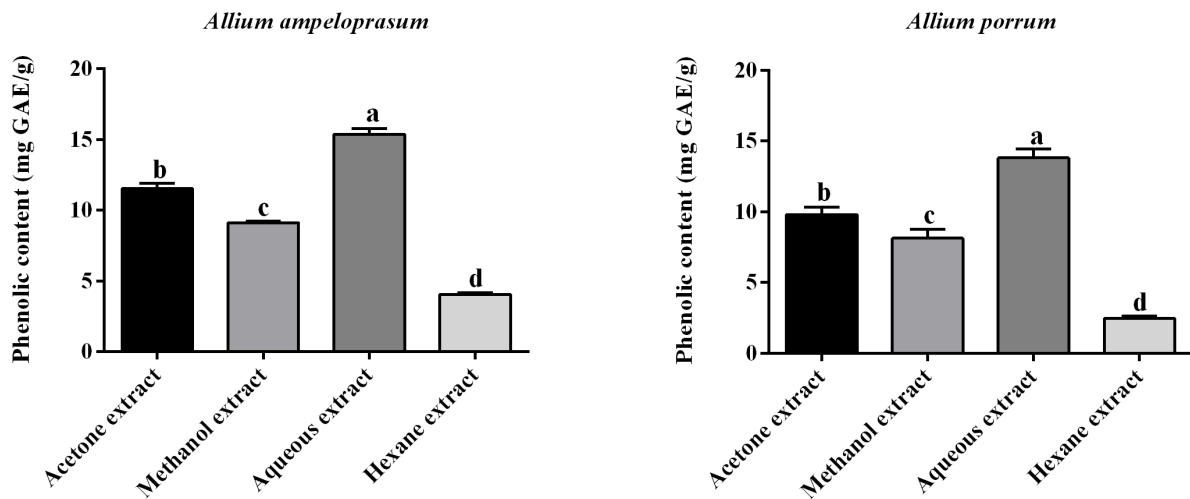 Allium ampeloprasum
Phenolic content (mg GAE/g)
20
15
10
5
0
b
c
a
d
Acetone extract
Methanol extract
Aqueous extract
Hexane extract
Allium porrum
Phenolic content (mg GAE/g)
20
15
10
5
0
b
c
a
d
Acetone extract
Methanol extract
Aqueous extract
Hexane extract